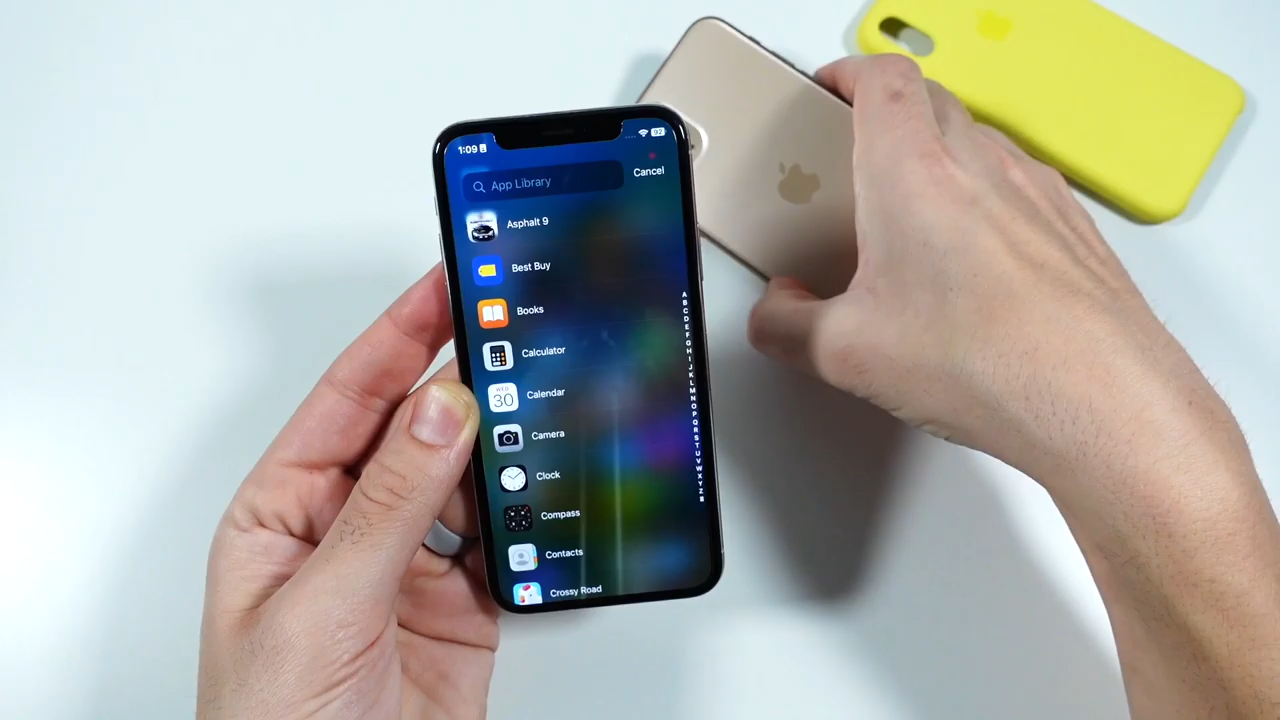 1:09
92
App Library
Cancel
Asphalt 9
Best Buy
Books
Calculator
WED
30
Calendar
Camera
Clock
Compass
Contacts
Crossy Road
A
B
C
D
E
F
G
H
I
J
K
L
M
N
O
P
Q
R
S
T
U
V
W
X
Y
Z
#